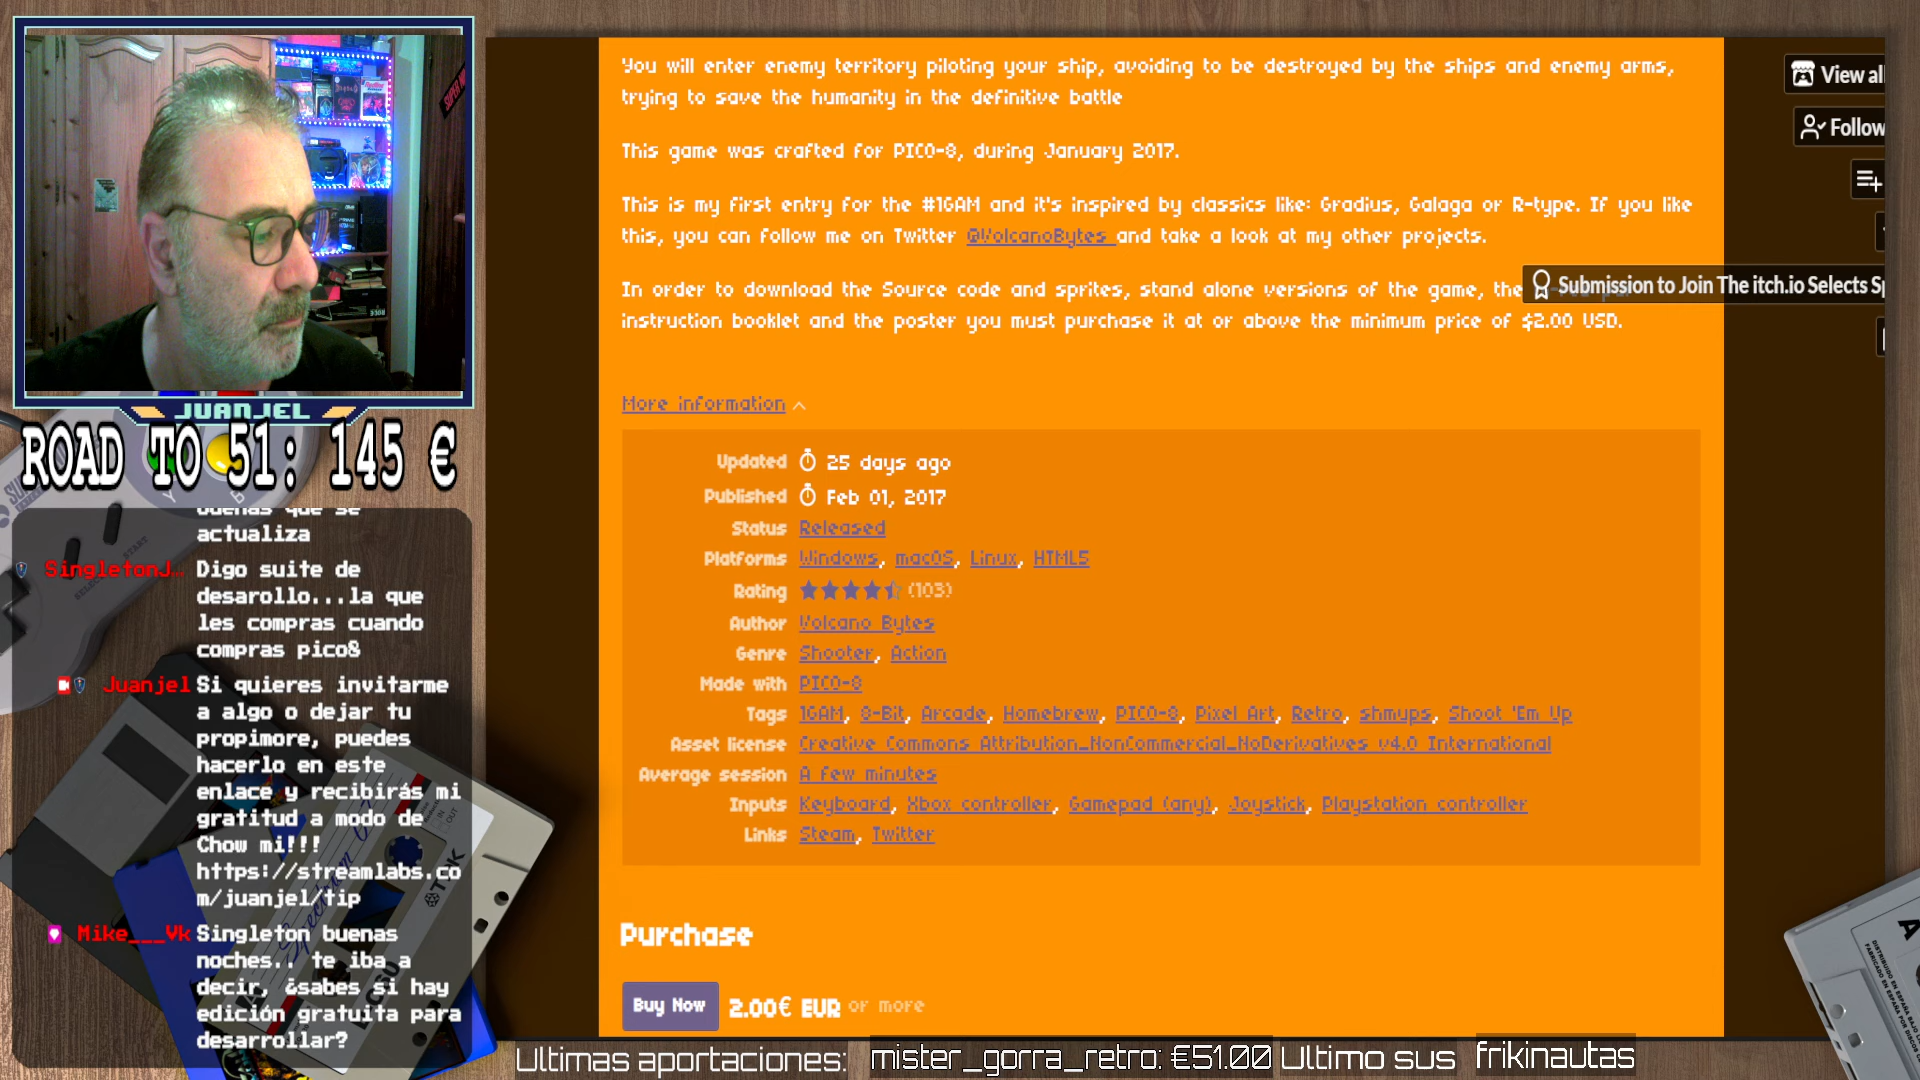 You will enter enemy territory piloting your ship, avoiding to be destroyed by the ships and enemy arms,
trying to save the humanity in the definitive battle
This game was crafted for PICO-8, during January 2017.
This is my first entry for the #1GAM and it's inspired by classics like: Gradius, Galaga or R-type. If you like
this, you can follow me on Twitter @VolcanoBytes and take a look at my other projects.
In order to download the Source code and sprites, stand alone versions of the game, the
instruction booklet and the poster you must purchase it at or above the minimum price of $2.00 USD.
More information
Updated 25 days ago
Published Feb 01, 2017
Status Released
Platforms Windows, macOS, Linux, HTML5
Rating (103)
Author Volcano Bytes
Genre Shooter, Action
Made with PICO-8
Tags 1GAM, 8-Bit, Arcade, Homebrew, PICO-8, Pixel Art, Retro, shmups, Shoot 'Em Up
Asset license Creative Commons Attribution_NonCommercial_NoDerivatives v4.0 International
Average session A few minutes
Inputs Keyboard, Xbox controller, Gamepad (any), Joystick, Playstation controller
Links Steam, Twitter
Purchase
Buy Now 2.00€ EUR or more
View all
Follow
Submission to Join The itch.io Selects Sp
JUANJEL
ROAD TO 51: 145 €
buenas que se
actualiza
SingletonJ… Digo suite de
desarollo...la que
les compras cuando
compras pico&
Juanjel Si quieres invitarme
a algo o dejar tu
propimore, puedes
hacerlo en este
enlace y recibirás mi
gratitud a modo de
Chow mi!!!
https://streamlabs.co
m/juanjel/tip
Mike___Vk Singleton buenas
noches.. te iba a
decir, ¿sabes si hay
edición gratuita para
desarrollar?
Ultimas aportaciones: mister_gorra_retro: €51.00 Ultimo sus frikinautas